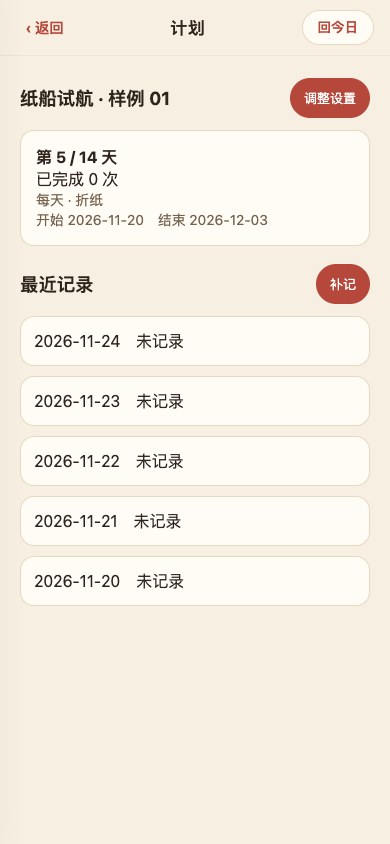 ‹ 返回
计划
回今日
纸船试航 · 样例 01
调整设置
第 5 / 14 天
已完成 0 次
每天 · 折纸
开始 2026-11-20　结束 2026-12-03
最近记录
补记
2026-11-24　未记录
2026-11-23　未记录
2026-11-22　未记录
2026-11-21　未记录
2026-11-20　未记录